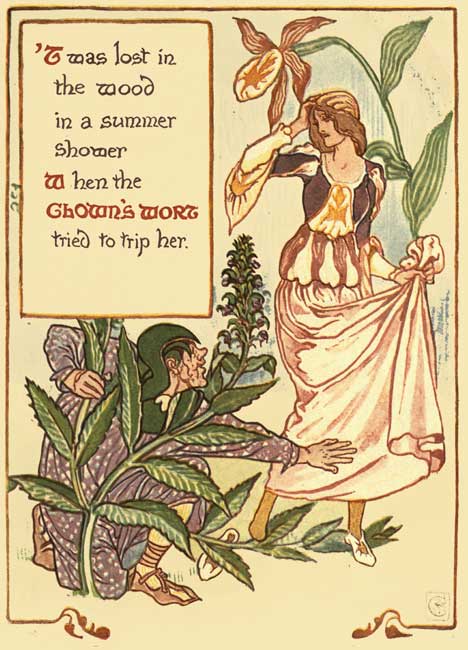 'T was lost in
the wood
in a summer
shower
W hen the
CLOWN'S WORT
tried to trip her.